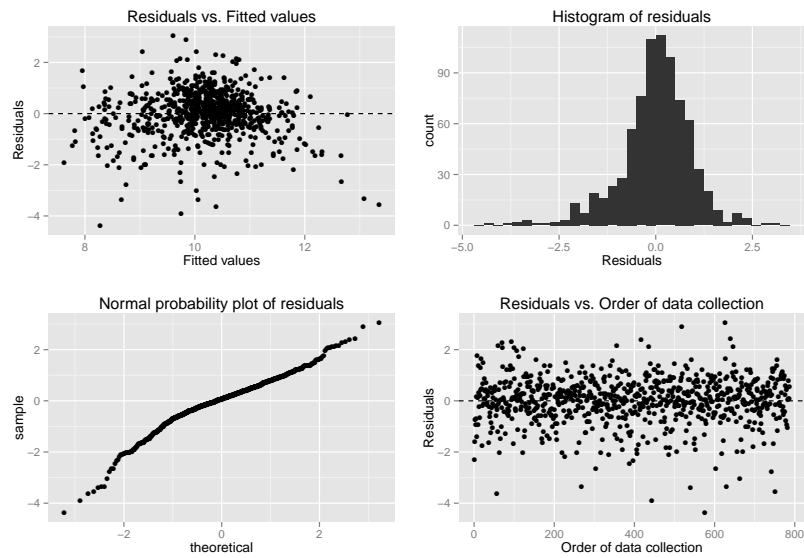 Residuals vs. Fitted values
2
0
−2
−4
Residuals
8
10
12
Fitted values
Histogram of residuals
90
60
30
0
count
−5.0
−2.5
0.0
2.5
Residuals
Normal probability plot of residuals
2
0
−2
−4
sample
−2
0
2
theoretical
Residuals vs. Order of data collection
2
0
−2
−4
Residuals
0
200
400
600
800
Order of data collection